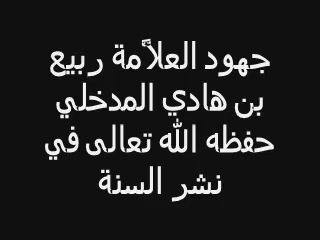 جهود العلاَّمة ربيع
بن هادي المدخلي
حفظه الله تعالى في
نشر السنة